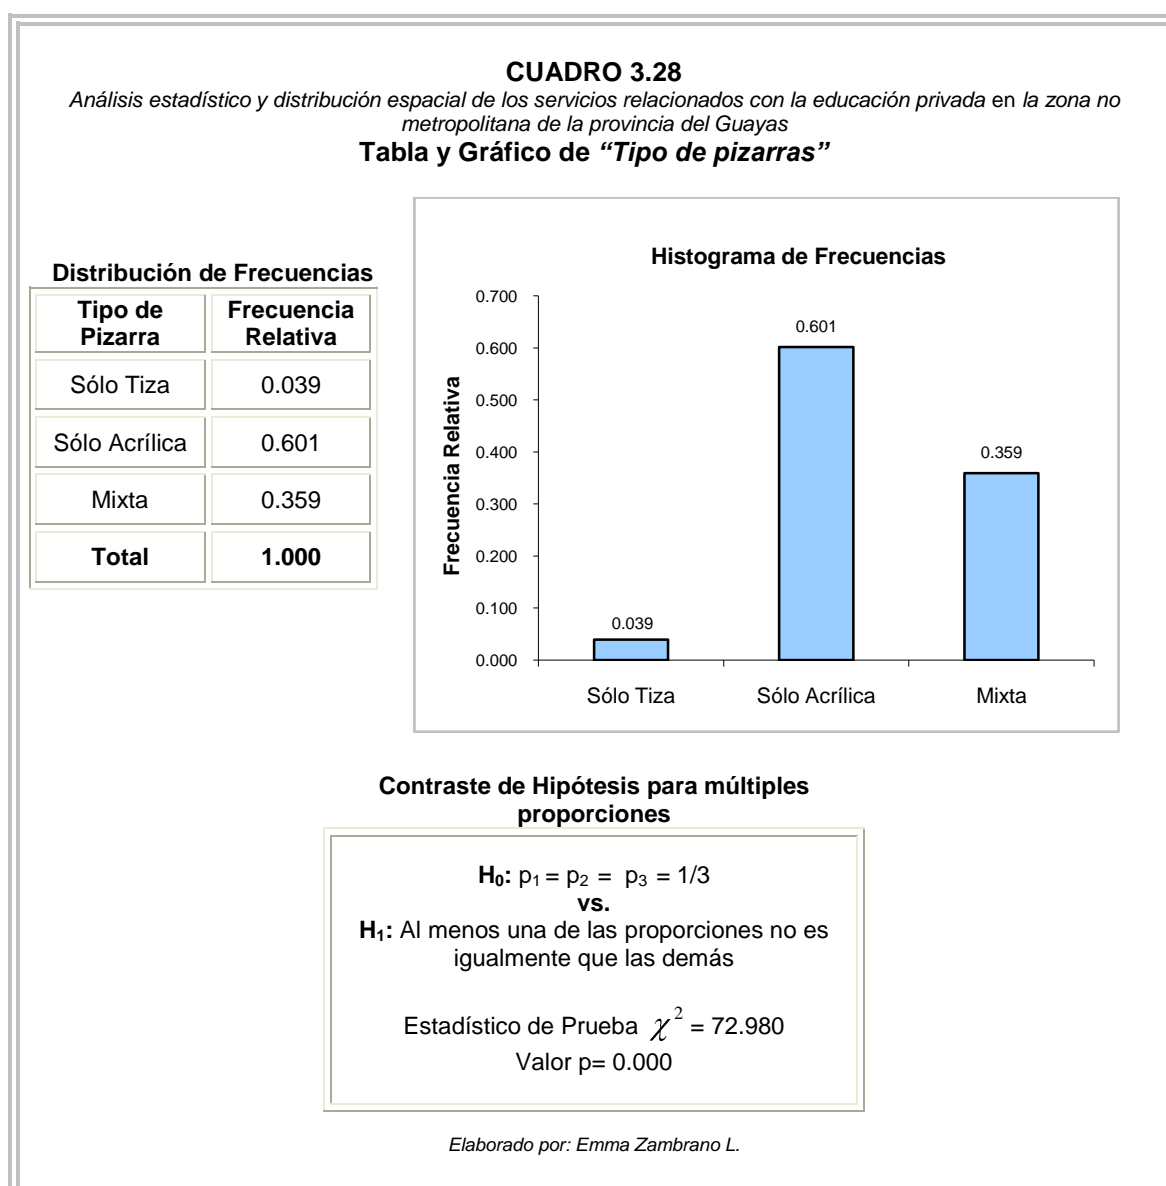 CUADRO 3.28
Análisis estadístico y distribución espacial de los servicios relacionados con la educación privada en la zona no
metropolitana de la provincia del Guayas
Tabla y Gráfico de “Tipo de pizarras”
Distribución de Frecuencias
Tipo de Pizarra Frecuencia Relativa
Sólo Tiza 0.039
Sólo Acrílica 0.601
Mixta 0.359
Total 1.000
Histograma de Frecuencias
Frecuencia Relativa
0.700
0.600
0.500
0.400
0.300
0.200
0.100
0.000
0.039
0.601
0.359
Sólo Tiza Sólo Acrílica Mixta
Contraste de Hipótesis para múltiples
proporciones
H₀: p₁ = p₂ = p₃ = 1/3
vs.
H₁: Al menos una de las proporciones no es
igualmente que las demás
Estadístico de Prueba χ² = 72.980
Valor p= 0.000
Elaborado por: Emma Zambrano L.